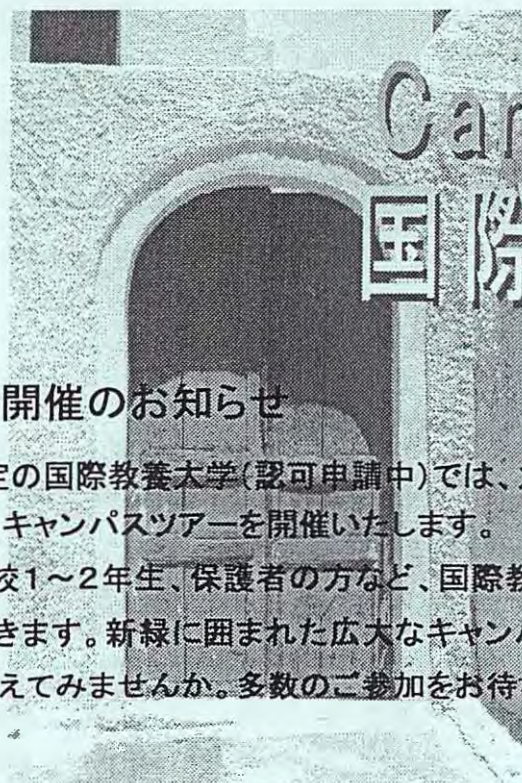 Ca
国際
開催のお知らせ
定の国際教養大学（認可申請中）では、
キャンパスツアーを開催いたします。
校１～２年生、保護者の方など、国際教
きます。新緑に囲まれた広大なキャン
えてみませんか。多数のご参加をお待